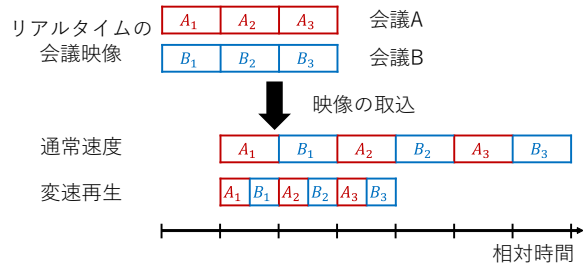 リアルタイムの
会議映像
A₁ A₂ A₃ 会議A
B₁ B₂ B₃ 会議B
映像の取込
通常速度 A₁ B₁ A₂ B₂ A₃ B₃
変速再生 A₁ B₁ A₂ B₂ A₃ B₃
相対時間